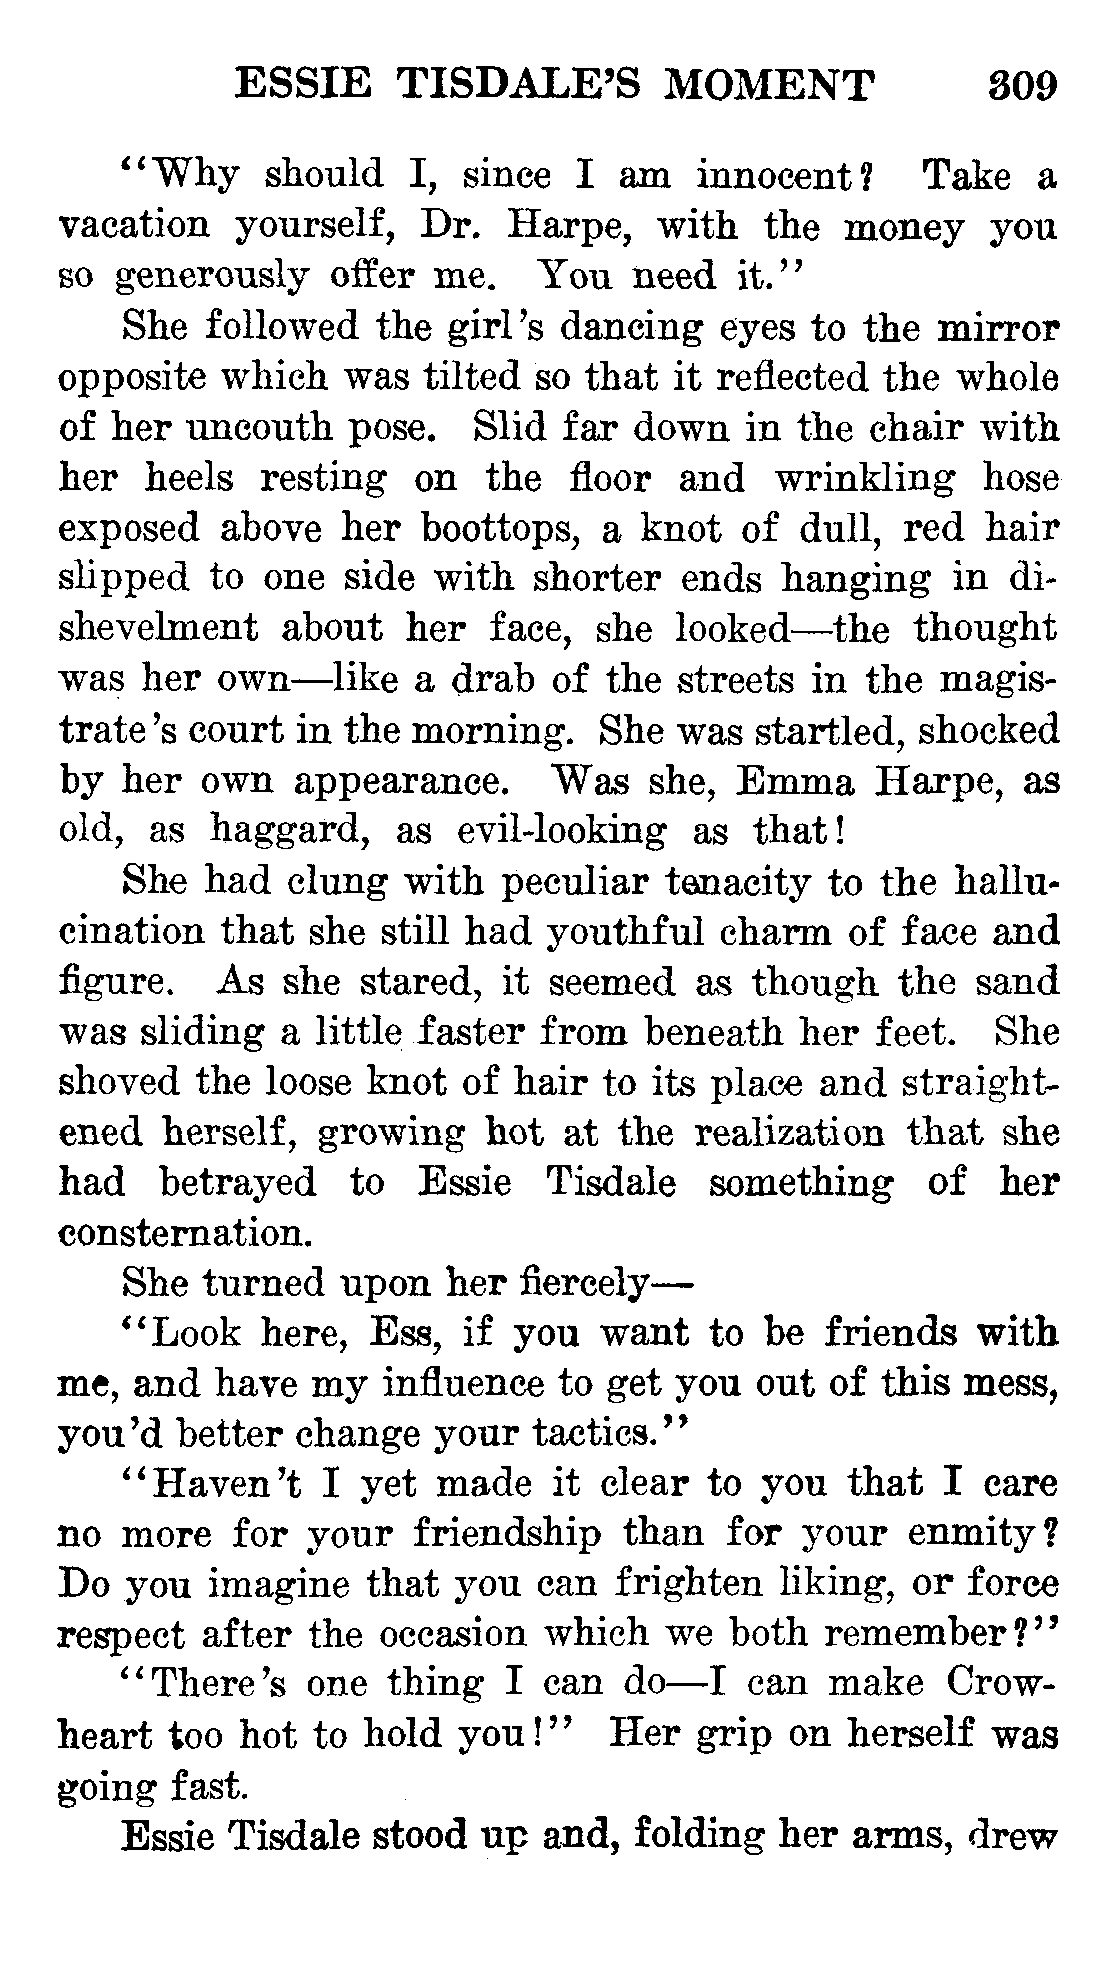 ESSIE TISDALE'S MOMENT 309
"Why should I, since I am innocent? Take a
vacation yourself, Dr. Harpe, with the money you
so generously offer me. You need it."
She followed the girl's dancing eyes to the mirror
opposite which was tilted so that it reflected the whole
of her uncouth pose. Slid far down in the chair with
her heels resting on the floor and wrinkling hose
exposed above her boottops, a knot of dull, red hair
slipped to one side with shorter ends hanging in di-
shevelment about her face, she looked—the thought
was her own—like a drab of the streets in the magis-
trate's court in the morning. She was startled, shocked
by her own appearance. Was she, Emma Harpe, as
old, as haggard, as evil-looking as that!
She had clung with peculiar tenacity to the hallu-
cination that she still had youthful charm of face and
figure. As she stared, it seemed as though the sand
was sliding a little faster from beneath her feet. She
shoved the loose knot of hair to its place and straight-
ened herself, growing hot at the realization that she
had betrayed to Essie Tisdale something of her
consternation.
She turned upon her fiercely—
"Look here, Ess, if you want to be friends with
me, and have my influence to get you out of this mess,
you'd better change your tactics."
"Haven't I yet made it clear to you that I care
no more for your friendship than for your enmity?
Do you imagine that you can frighten liking, or force
respect after the occasion which we both remember?"
"There's one thing I can do—I can make Crow-
heart too hot to hold you!" Her grip on herself was
going fast.
Essie Tisdale stood up and, folding her arms, drew